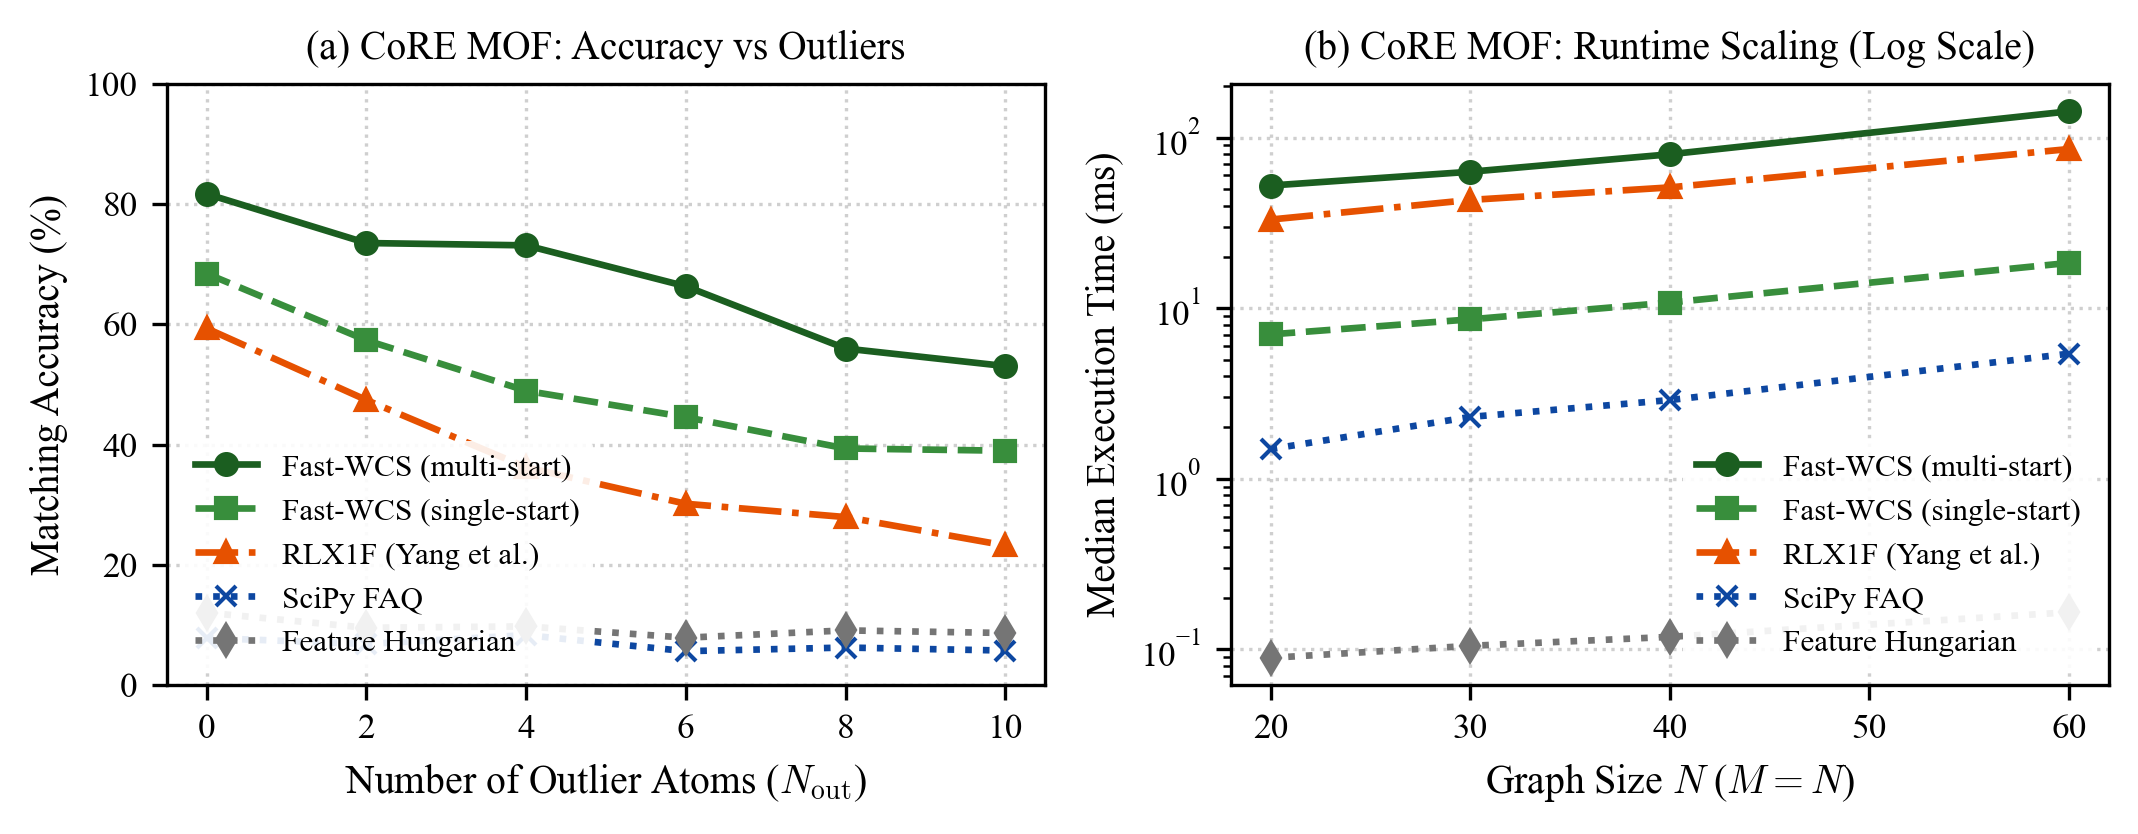 (a) CoRE MOF: Accuracy vs Outliers
Matching Accuracy (%)
100
80
60
40
20
0
Fast-WCS (multi-start)
Fast-WCS (single-start)
RLX1F (Yang et al.)
SciPy FAQ
Feature Hungarian
0 2 4 6 8 10
Number of Outlier Atoms (N_out)
(b) CoRE MOF: Runtime Scaling (Log Scale)
Median Execution Time (ms)
10^2
10^1
10^0
10^−1
Fast-WCS (multi-start)
Fast-WCS (single-start)
RLX1F (Yang et al.)
SciPy FAQ
Feature Hungarian
20 30 40 50 60
Graph Size N (M = N)